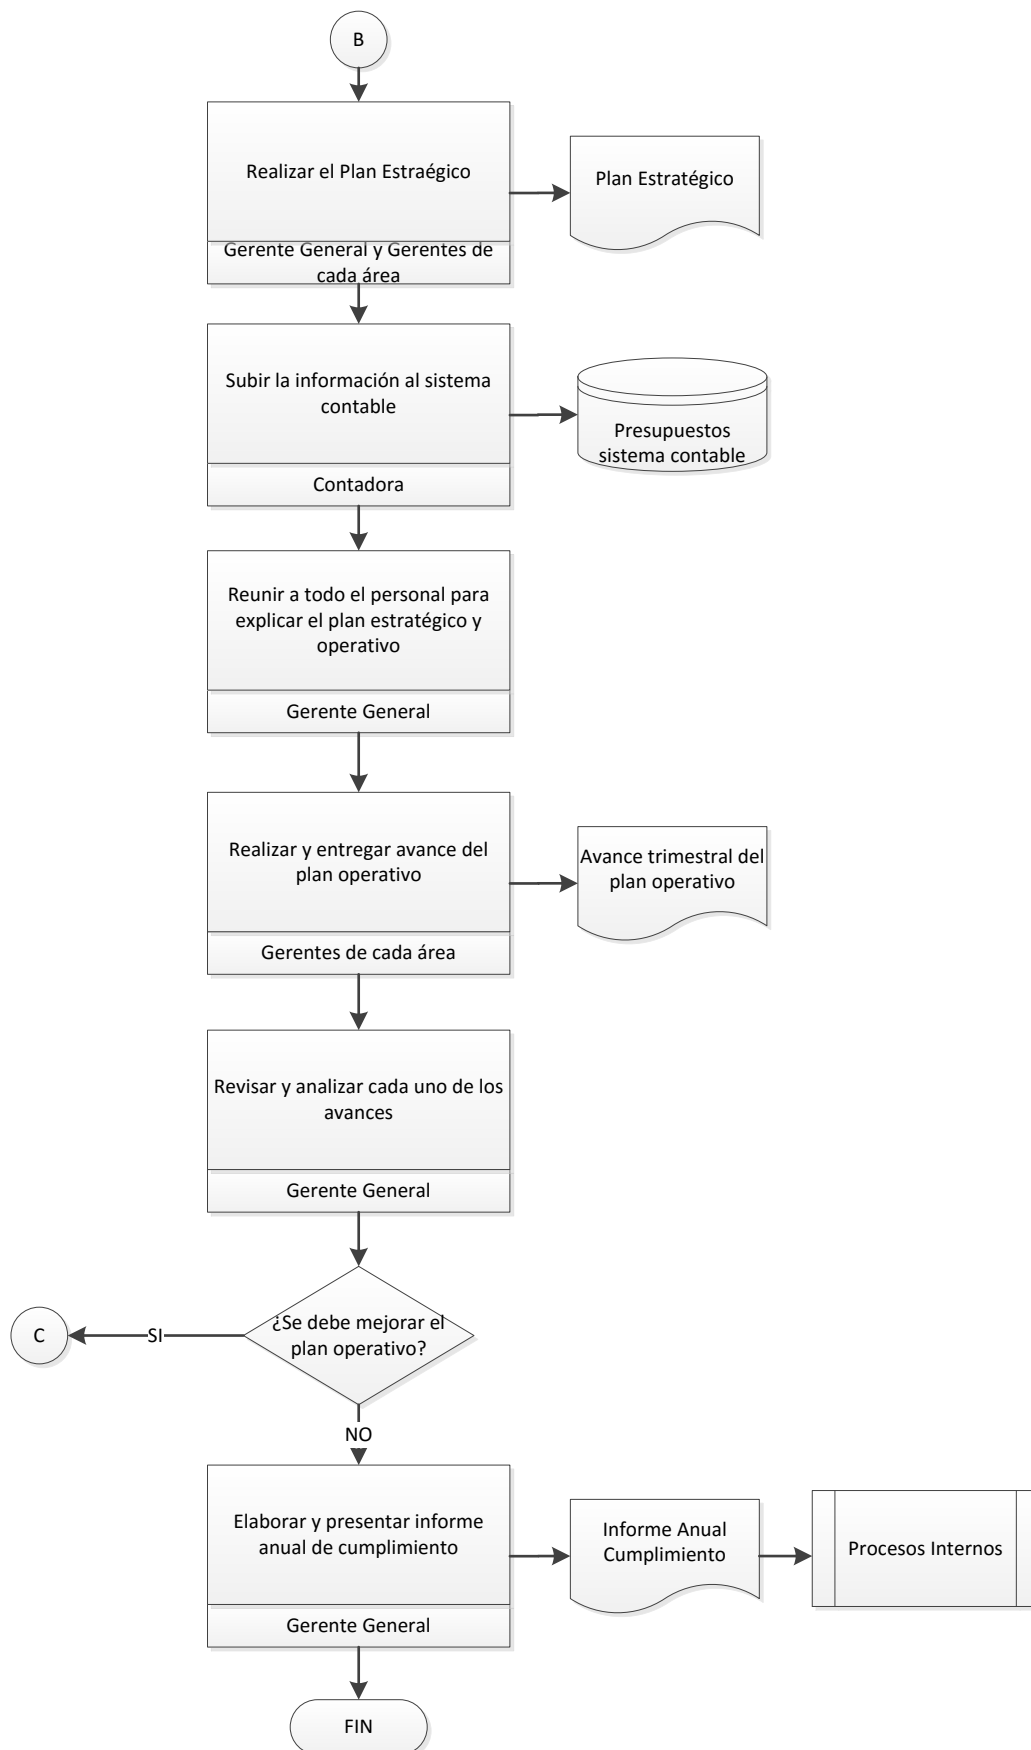 B
Realizar el Plan Estraégico
Plan Estratégico
Gerente General y Gerentes de
cada área
Subir la información al sistema
contable
Presupuestos
sistema contable
Contadora
Reunir a todo el personal para
explicar el plan estratégico y
operativo
Gerente General
Realizar y entregar avance del
plan operativo
Avance trimestral del
plan operativo
Gerentes de cada área
Revisar y analizar cada uno de los
avances
Gerente General
¿Se debe mejorar el
plan operativo?
SI
C
NO
Elaborar y presentar informe
anual de cumplimiento
Informe Anual
Cumplimiento
Procesos Internos
Gerente General
FIN